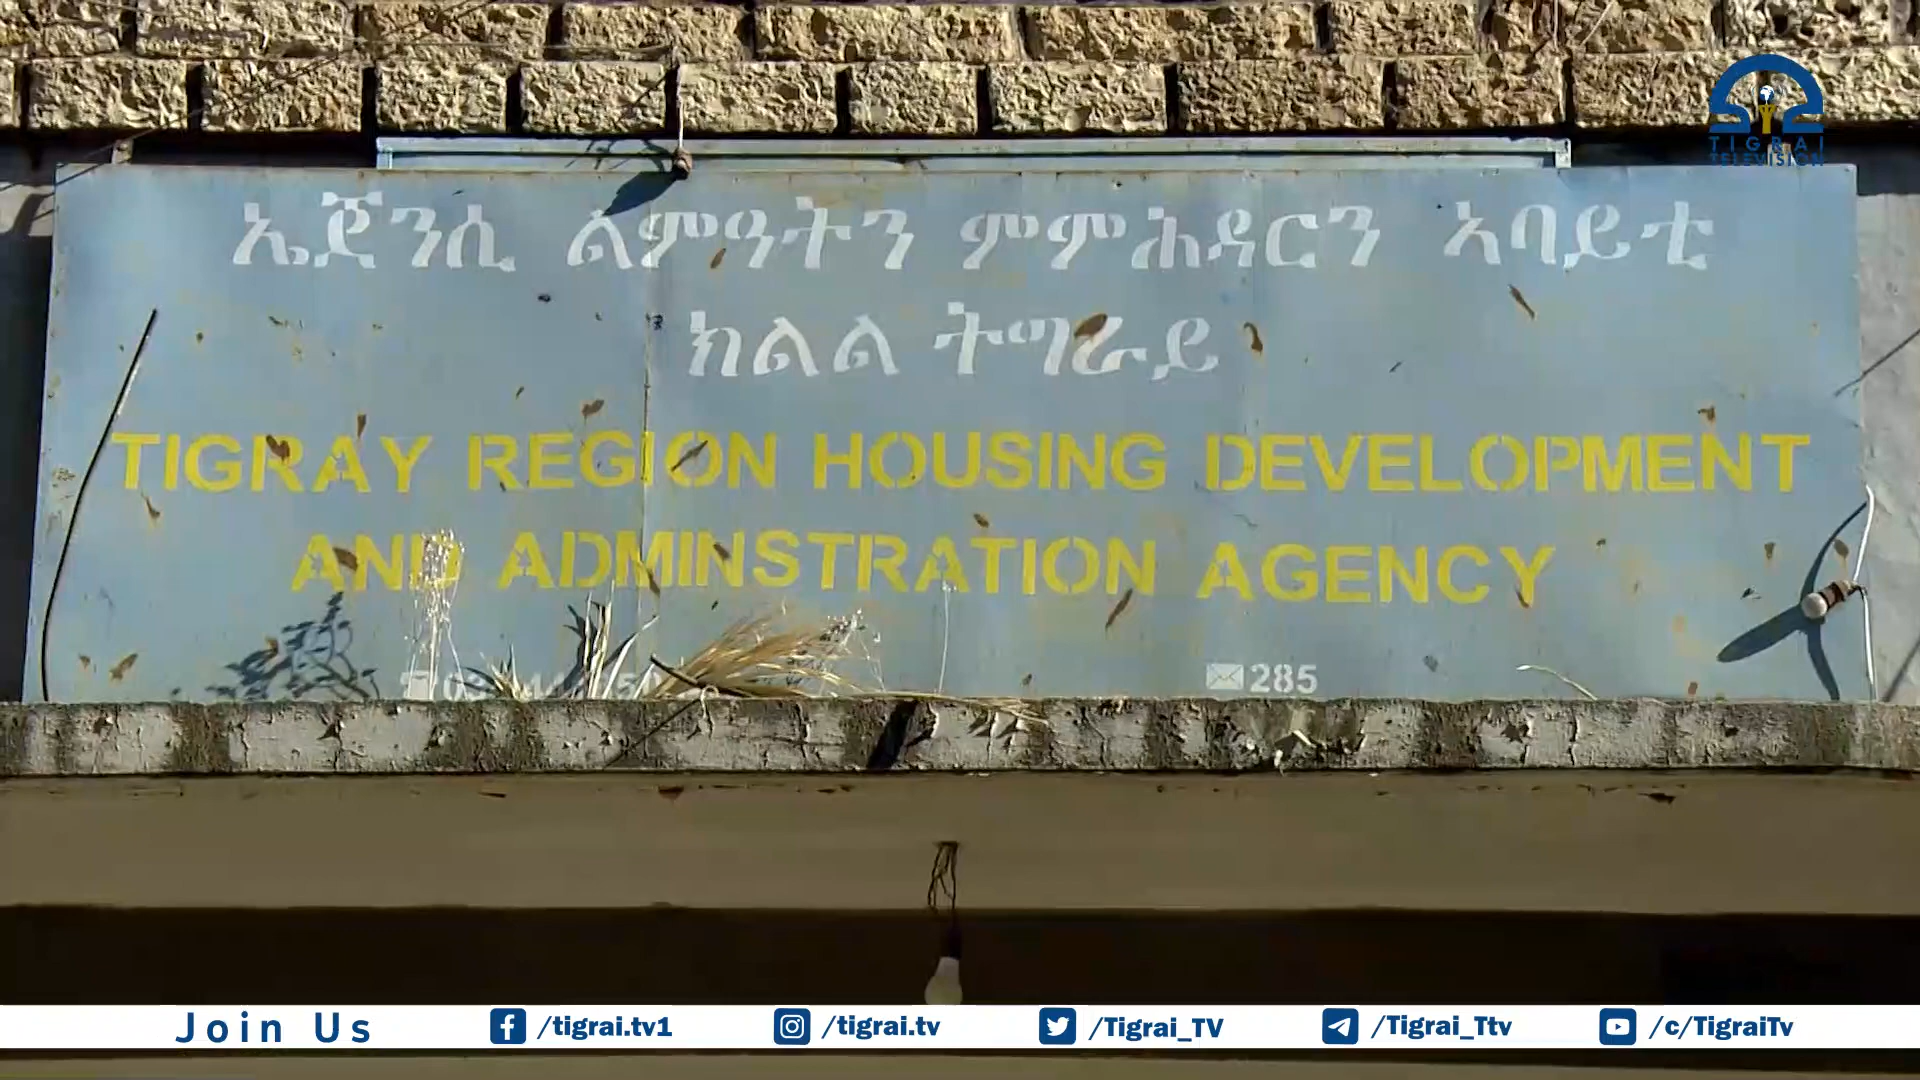 ኤጀንሲ ልምዓትን ምምሕዳርን ኣባይቲ
ክልል ትግራይ
TIGRAY REGION HOUSING DEVELOPMENT
AND ADMINSTRATION AGENCY
285
TIGRAI
TELEVISION
Join Us /tigrai.tv1 /tigrai.tv /Tigrai_TV /Tigrai_Ttv /c/TigraiTv